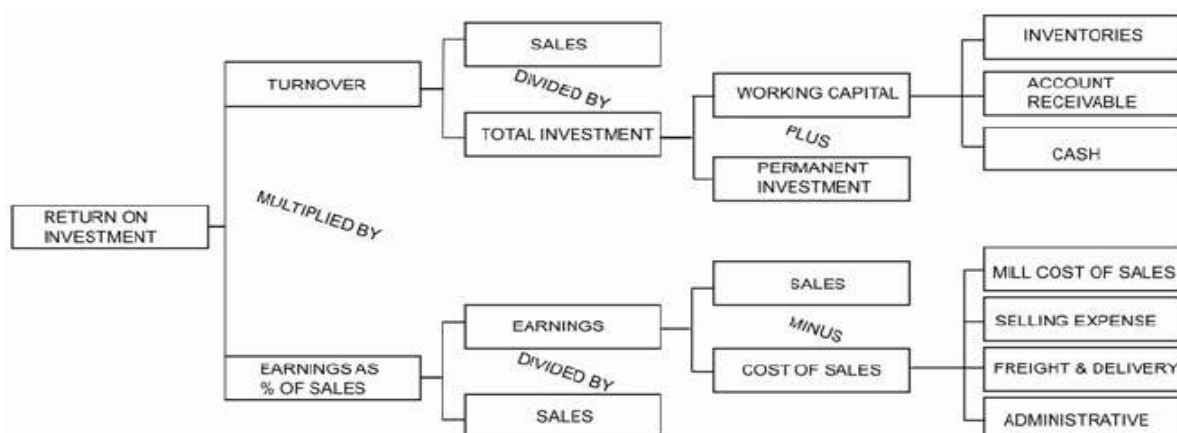 SALES
INVENTORIES
TURNOVER
DIVIDED BY
WORKING CAPITAL
ACCOUNT
RECEIVABLE
TOTAL INVESTMENT
PLUS
CASH
PERMANENT
INVESTMENT
RETURN ON
INVESTMENT
MULTIPLIED BY
SALES
MILL COST OF SALES
EARNINGS
MINUS
SELLING EXPENSE
EARNINGS AS
% OF SALES
DIVIDED BY
COST OF SALES
FREIGHT & DELIVERY
SALES
ADMINISTRATIVE